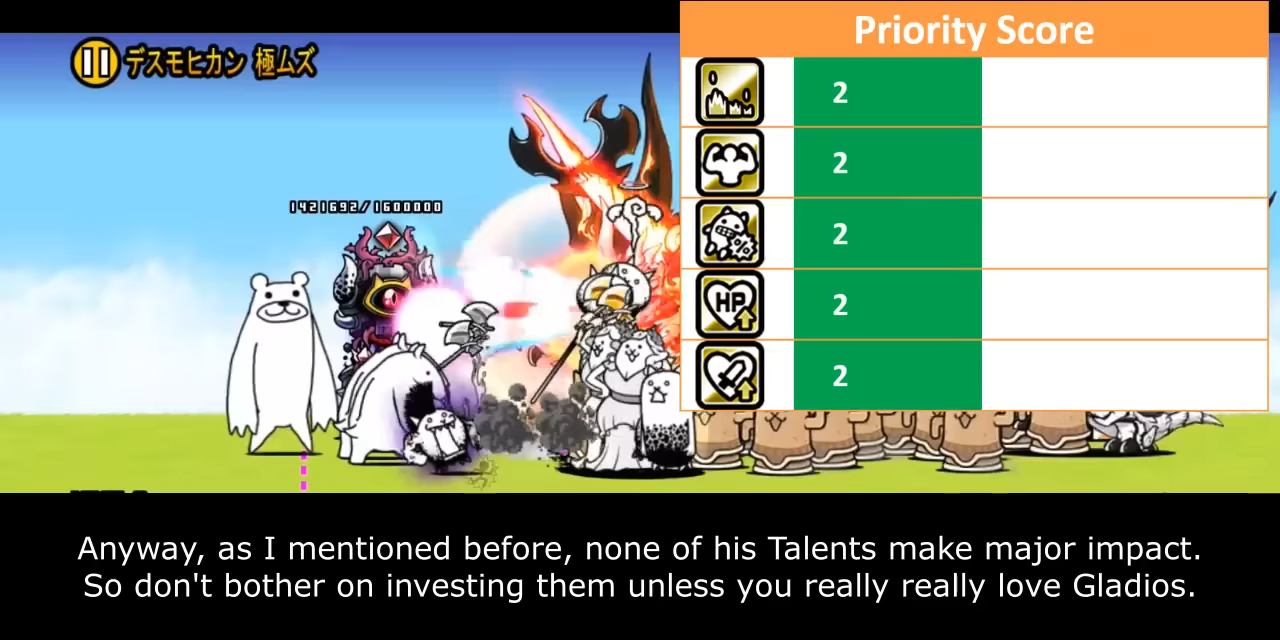 デスモヒカン 極ムズ
Priority Score
2
2
2
HP
2
2
1421692/1600000
Anyway, as I mentioned before, none of his Talents make major impact.
So don't bother on investing them unless you really really love Gladios.